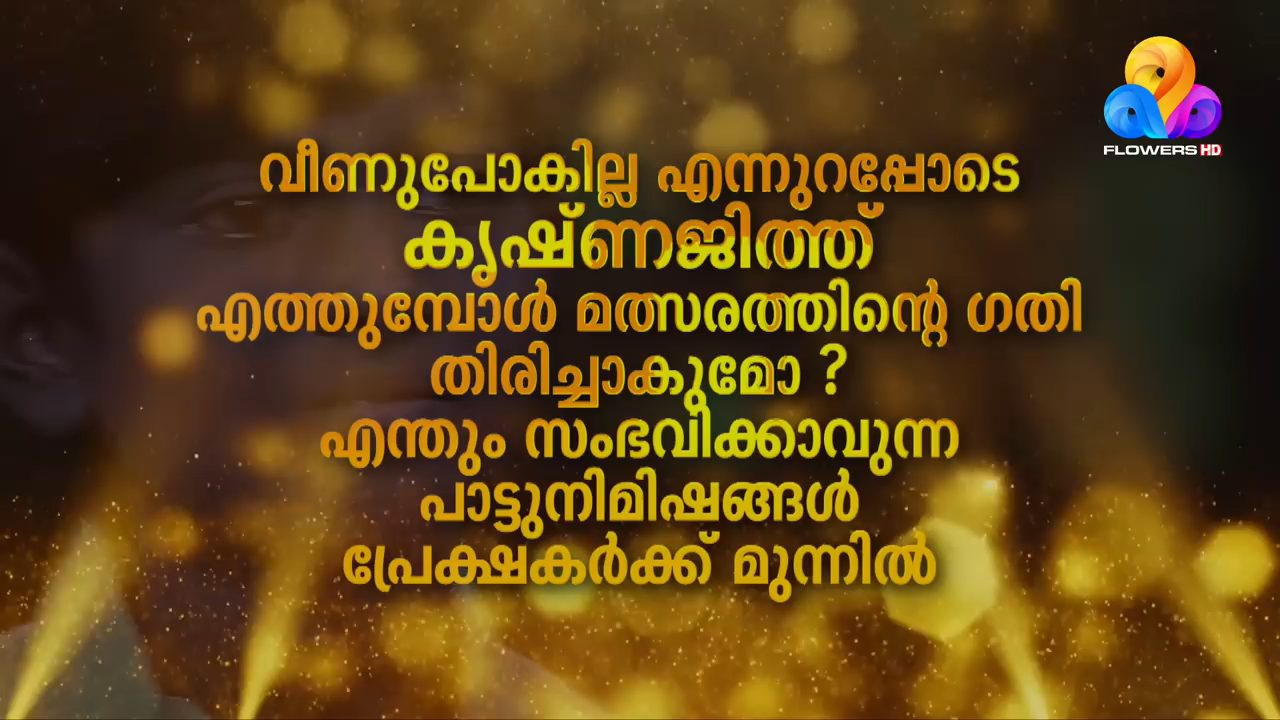 FLOWERS HD
വീണുപോകില്ല എന്നുറപ്പോടെ
കൃഷ്ണജിത്ത്
എത്തുമ്പോൾ മത്സരത്തിന്റെ ഗതി
തിരിച്ചാകുമോ ?
എന്തും സംഭവിക്കാവുന്ന
പാട്ടുനിമിഷങ്ങൾ
പ്രേക്ഷകർക്ക് മുന്നിൽ